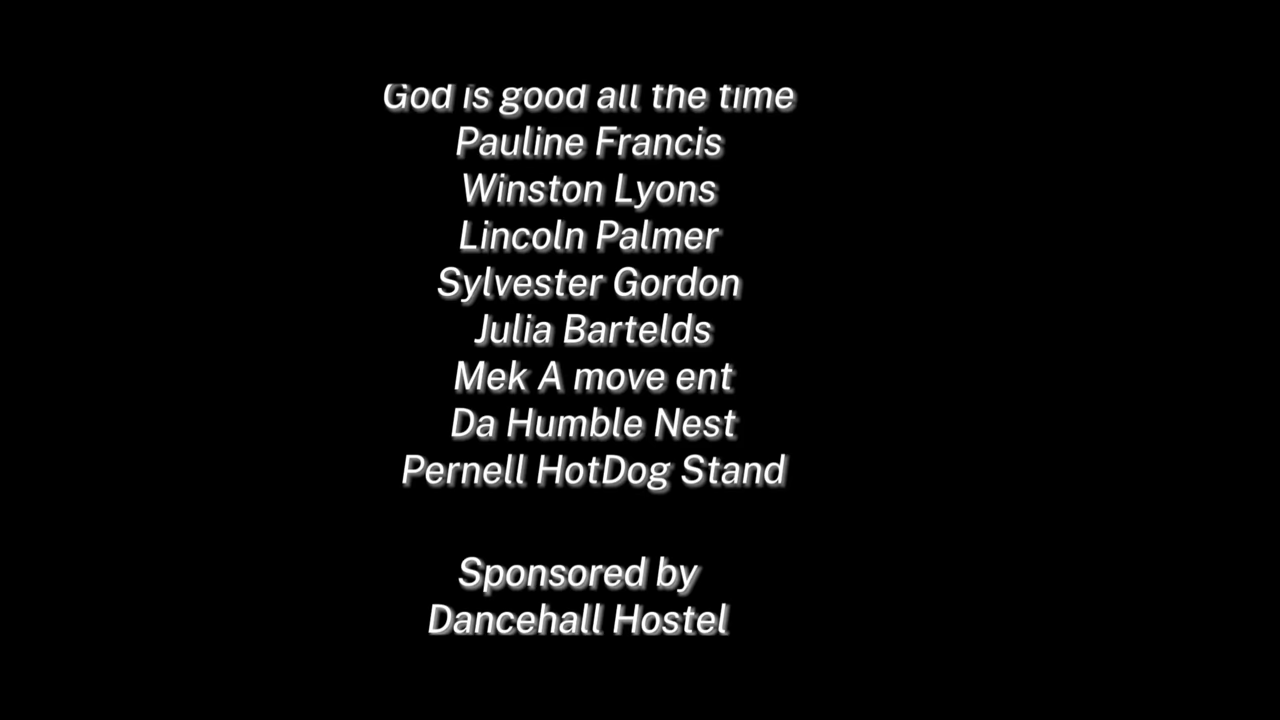 God is good all the time
Pauline Francis
Winston Lyons
Lincoln Palmer
Sylvester Gordon
Julia Bartelds
Mek A move ent
Da Humble Nest
Pernell HotDog Stand
Sponsored by
Dancehall Hostel